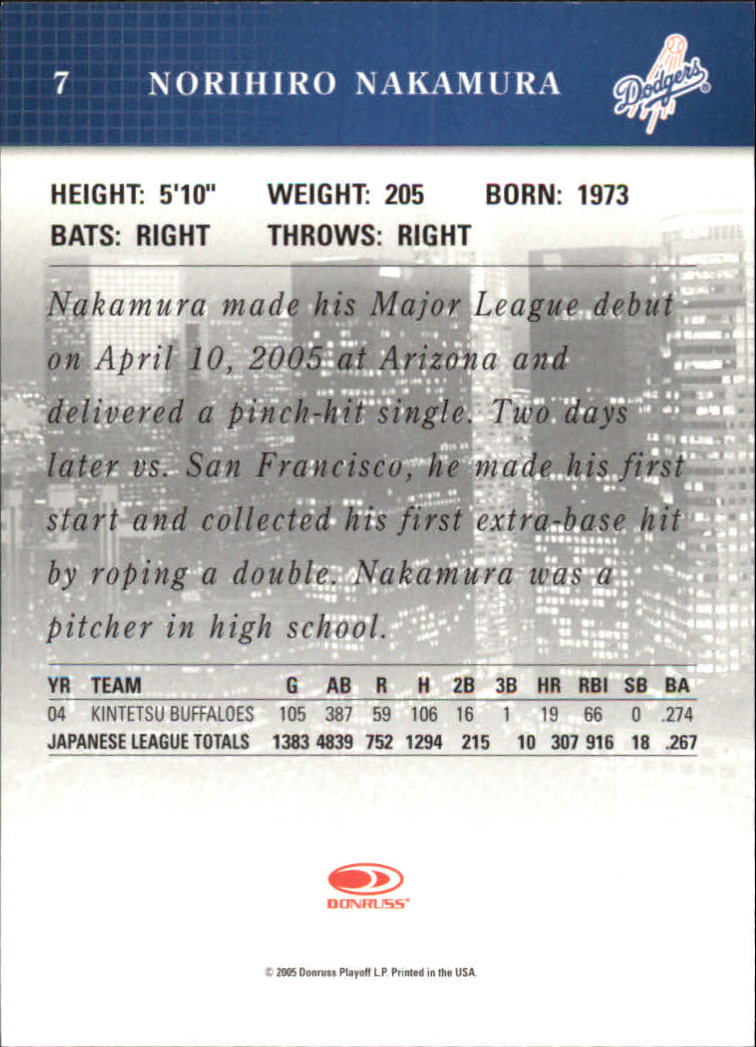 7 NORIHIRO NAKAMURA Dodgers®
HEIGHT: 5'10" WEIGHT: 205 BORN: 1973
BATS: RIGHT THROWS: RIGHT
Nakamura made his Major League debut
on April 10, 2005 at Arizona and
delivered a pinch-hit single. Two days
later vs. San Francisco, he made his first
start and collected his first extra-base hit
by roping a double. Nakamura was a
pitcher in high school.
YR TEAM G AB R H 2B 3B HR RBI SB BA
04 KINTETSU BUFFALOES 105 387 59 106 16 1 19 66 0 .274
JAPANESE LEAGUE TOTALS 1383 4839 752 1294 215 10 307 916 18 .267
DONRUSS®
© 2005 Donruss Playoff L.P. Printed in the USA.